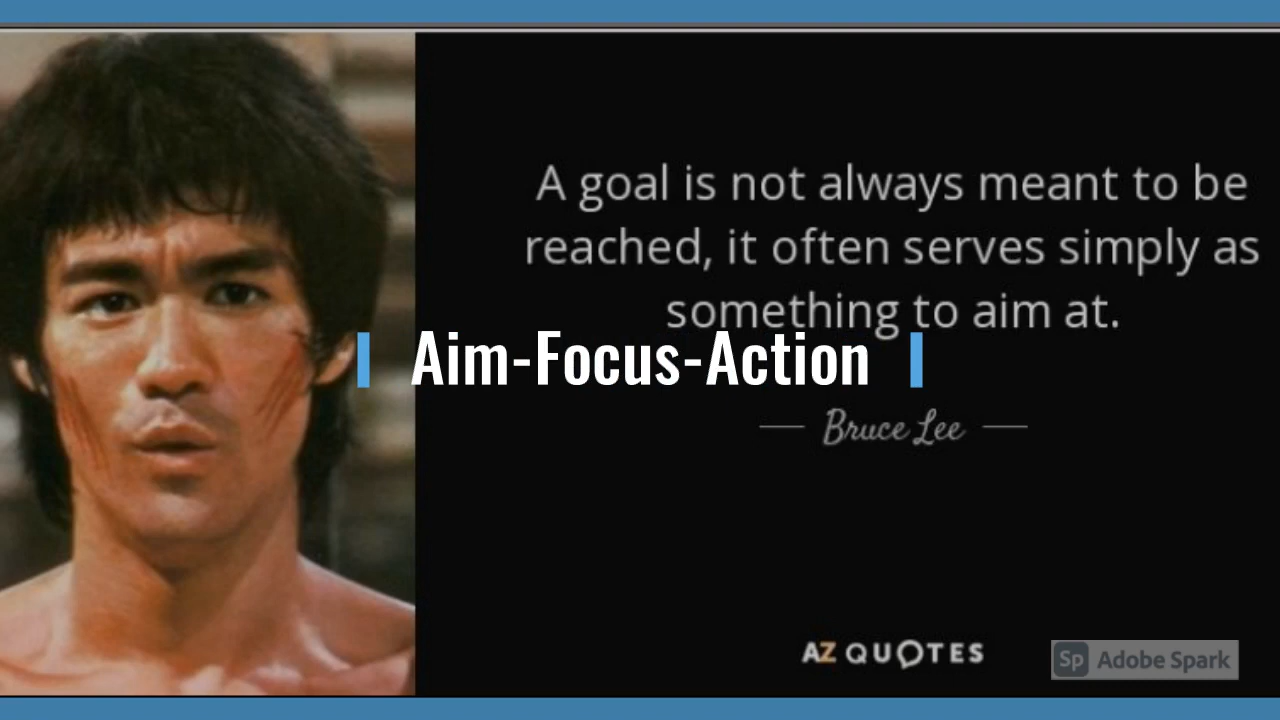 A goal is not always meant to be
reached, it often serves simply as
something to aim at.
Aim-Focus-Action
Bruce Lee
AZ QUOTES
Sp Adobe Spark